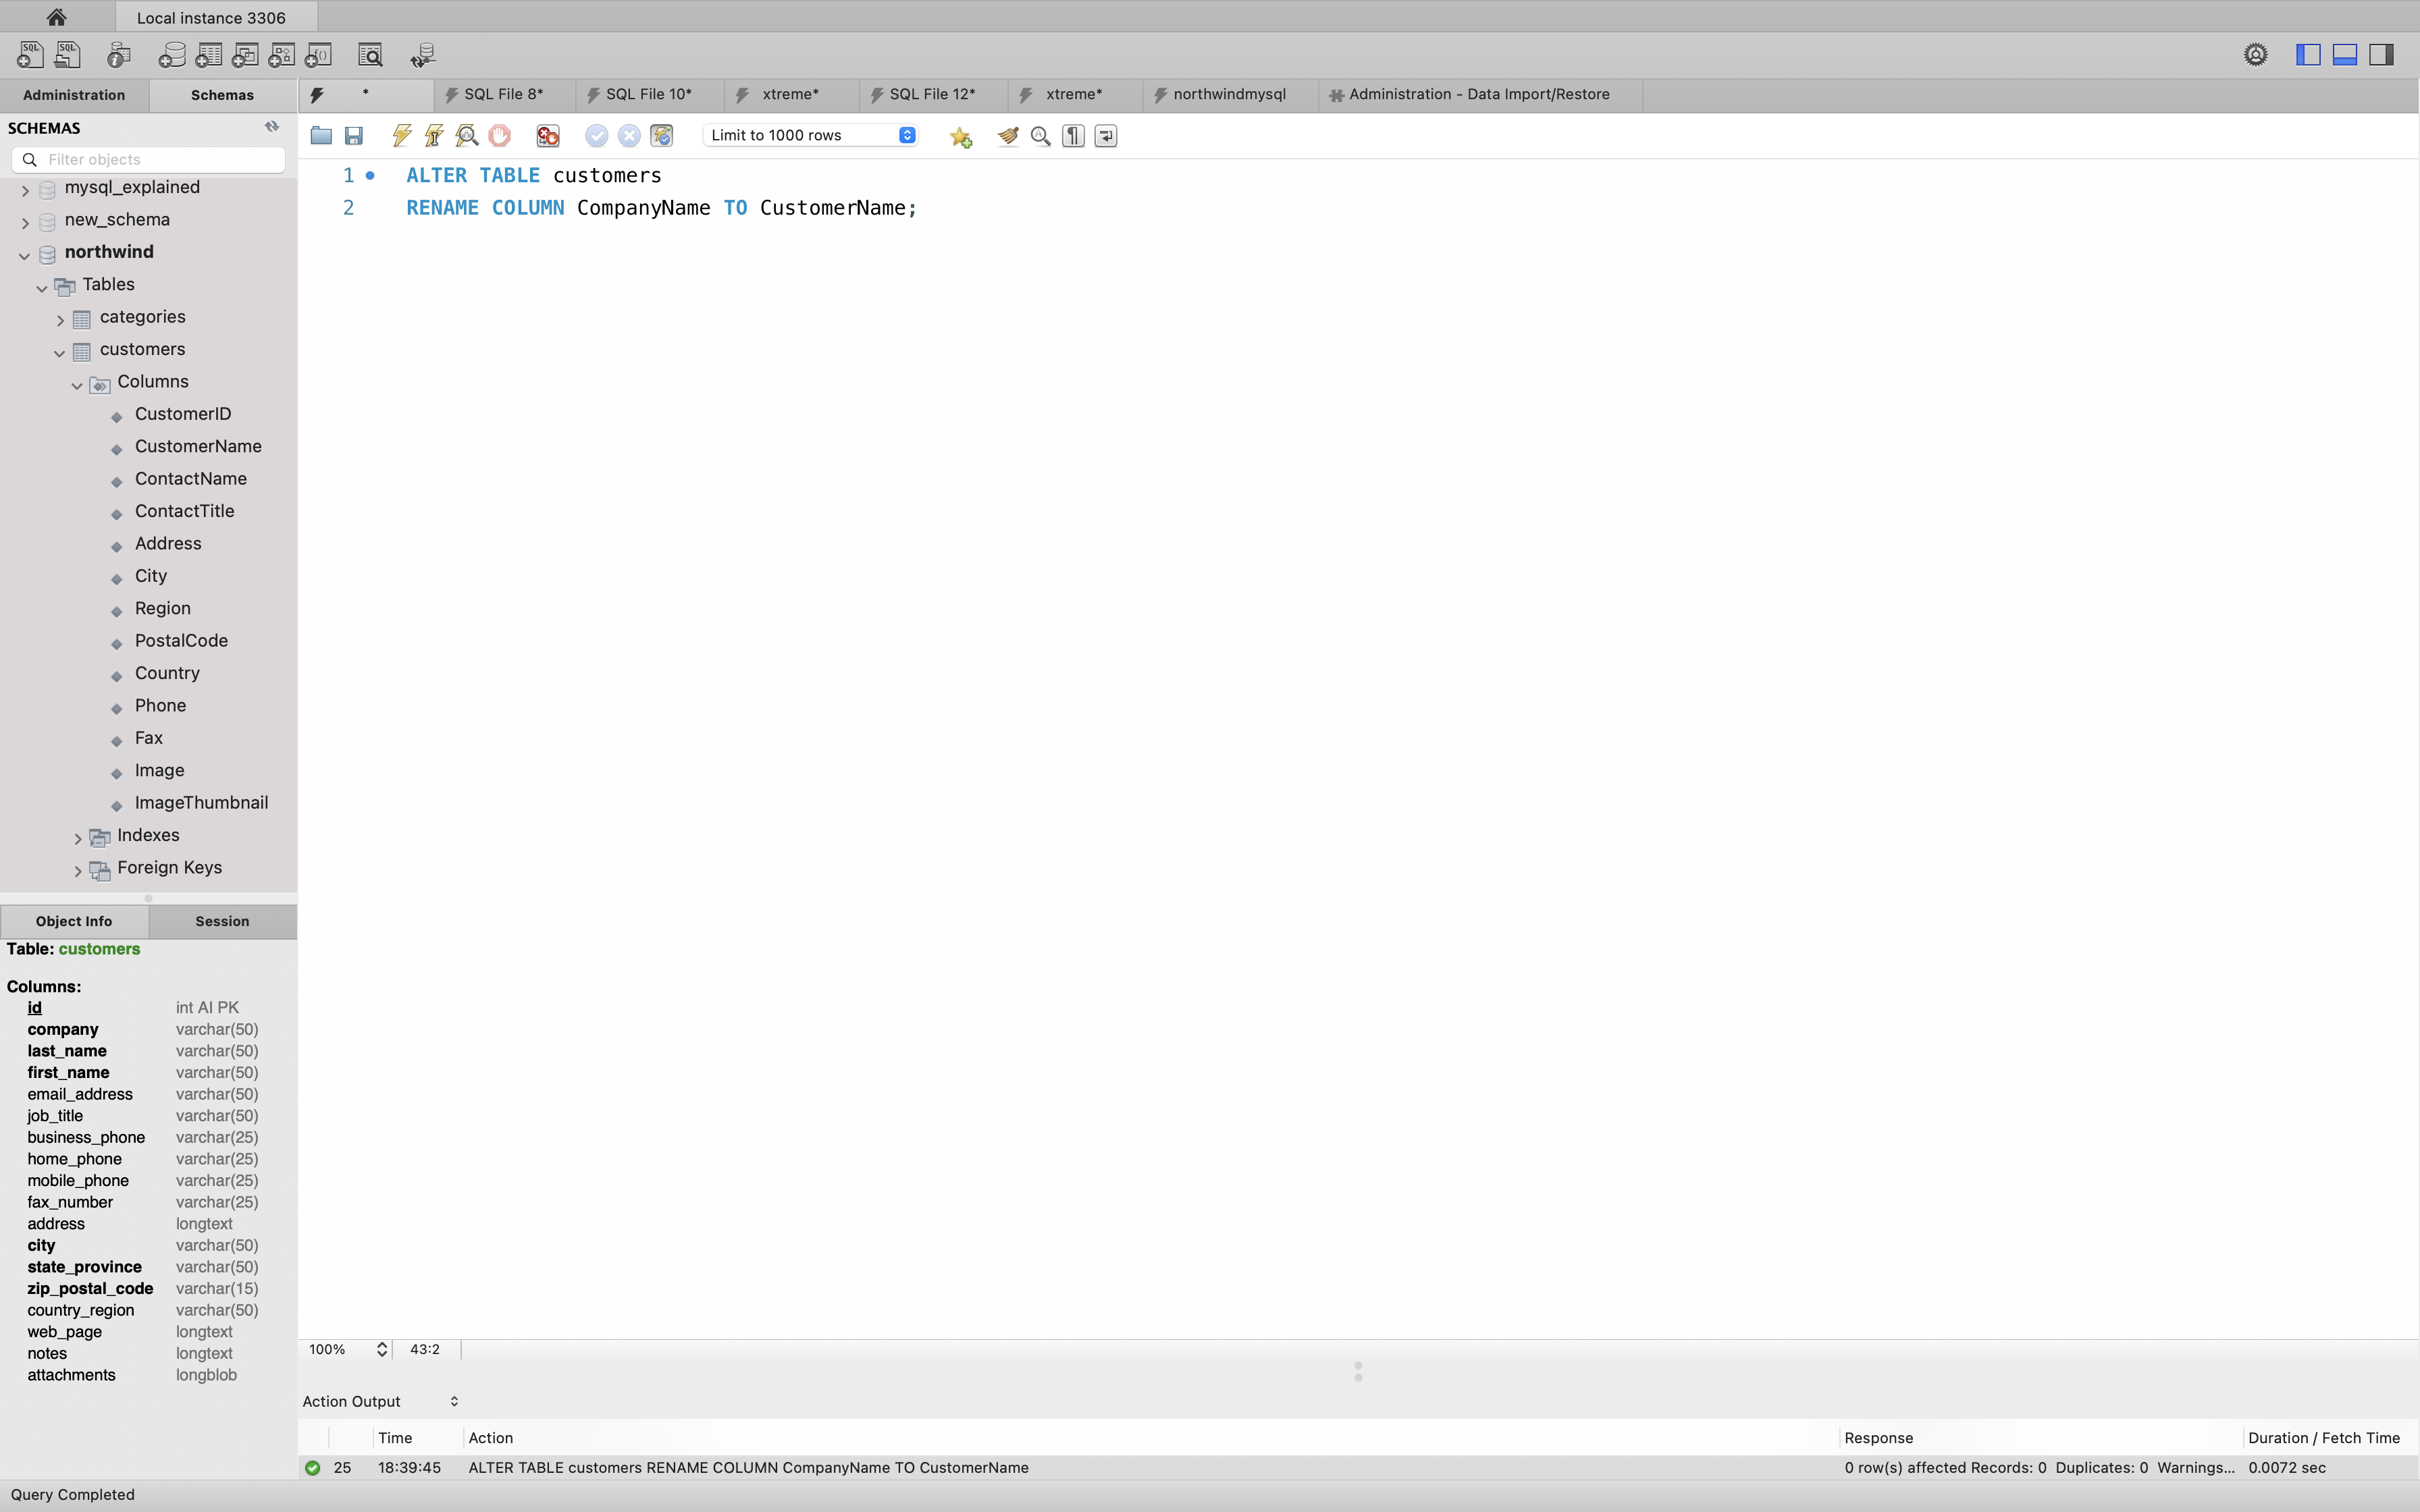 Local instance 3306
SQL SQL
Administration Schemas * SQL File 8* SQL File 10* xtreme* SQL File 12* xtreme* northwindmysql Administration - Data Import/Restore
SCHEMAS
Filter objects
Limit to 1000 rows
mysql_explained
new_schema
northwind
Tables
categories
customers
Columns
CustomerID
CustomerName
ContactName
ContactTitle
Address
City
Region
PostalCode
Country
Phone
Fax
Image
ImageThumbnail
Indexes
Foreign Keys
1 ALTER TABLE customers
2 RENAME COLUMN CompanyName TO CustomerName;
Object Info Session
Table: customers
Columns:
id int AI PK
company varchar(50)
last_name varchar(50)
first_name varchar(50)
email_address varchar(50)
job_title varchar(50)
business_phone varchar(25)
home_phone varchar(25)
mobile_phone varchar(25)
fax_number varchar(25)
address longtext
city varchar(50)
state_province varchar(50)
zip_postal_code varchar(15)
country_region varchar(50)
web_page longtext
notes longtext
attachments longblob
100% 43:2
Action Output
Time Action Response Duration / Fetch Time
25 18:39:45 ALTER TABLE customers RENAME COLUMN CompanyName TO CustomerName 0 row(s) affected Records: 0 Duplicates: 0 Warnings... 0.0072 sec
Query Completed